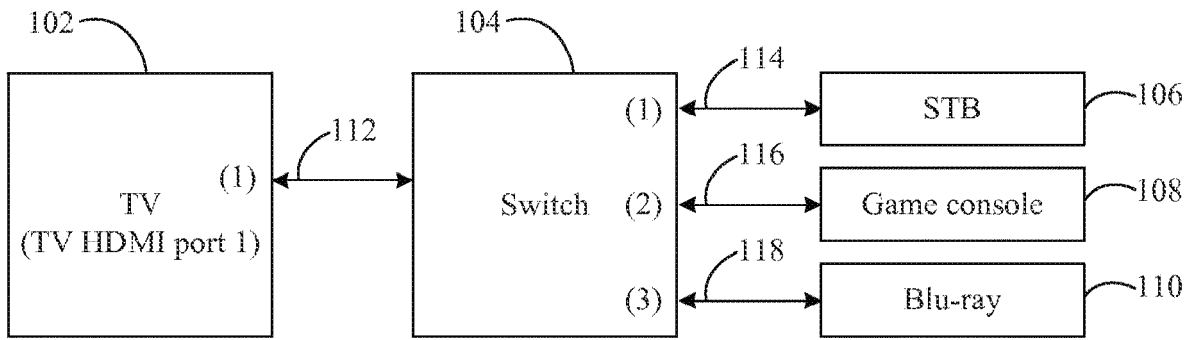 102
104
114
(1)
STB
106
112
(1)
116
TV
Switch
(2)
Game console
108
(TV HDMI port 1)
118
(3)
Blu-ray
110